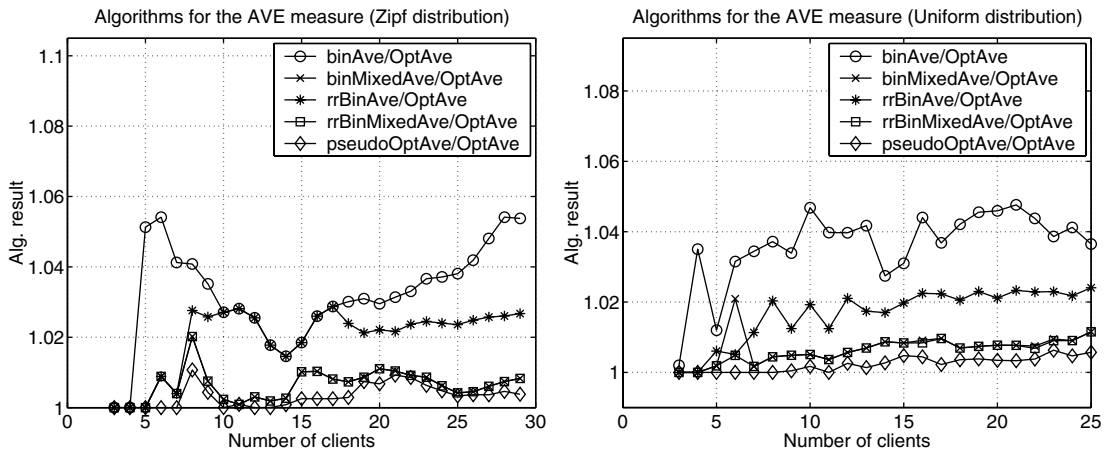 Algorithms for the AVE measure (Zipf distribution)
binAve/OptAve
binMixedAve/OptAve
rrBinAve/OptAve
rrBinMixedAve/OptAve
pseudoOptAve/OptAve
1.1
1.08
1.06
1.04
1.02
1
Alg. result
0 5 10 15 20 25 30
Number of clients
Algorithms for the AVE measure (Uniform distribution)
binAve/OptAve
binMixedAve/OptAve
rrBinAve/OptAve
rrBinMixedAve/OptAve
pseudoOptAve/OptAve
1.08
1.06
1.04
1.02
1
Alg. result
0 5 10 15 20 25
Number of clients